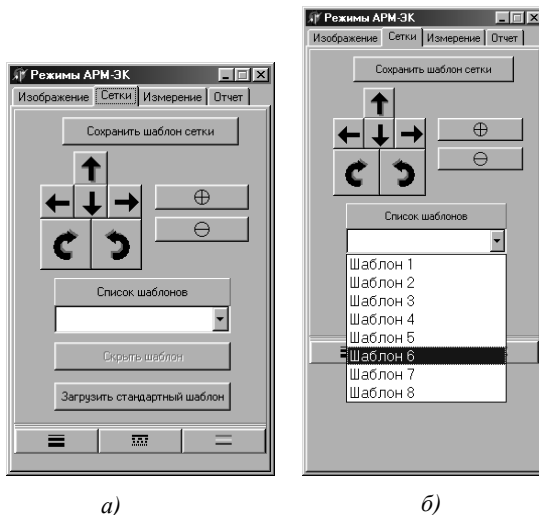 Режимы АРМ-ЭК
Изображение Сетки Измерение Отчет
Сохранить шаблон сетки
Список шаблонов
Скрыть шаблон
Загрузить стандартный шаблон
а)
Режимы АРМ-ЭК
Изображение Сетки Измерение Отчет
Сохранить шаблон сетки
Список шаблонов
Шаблон 1
Шаблон 2
Шаблон 3
Шаблон 4
Шаблон 5
Шаблон 6
Шаблон 7
Шаблон 8
б)